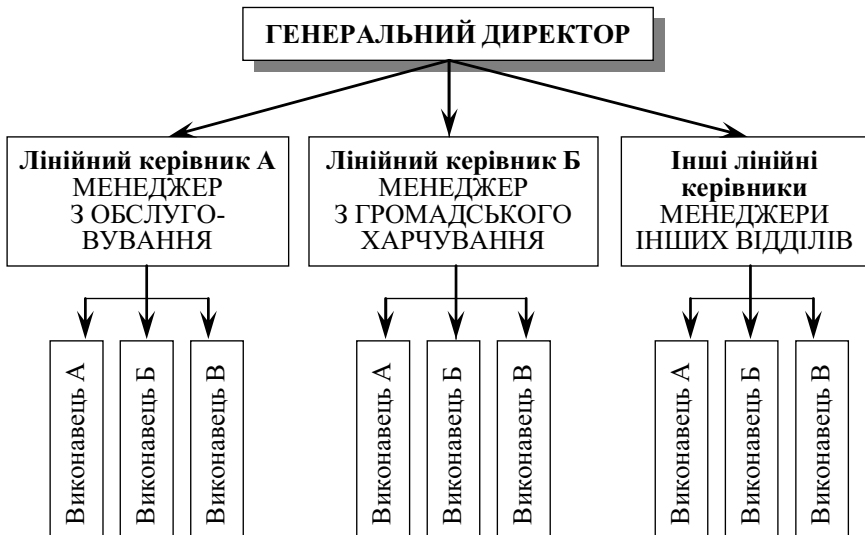 ГЕНЕРАЛЬНИЙ ДИРЕКТОР
Лінійний керівник А
МЕНЕДЖЕР
З ОБСЛУГО-
ВУВАННЯ
Лінійний керівник Б
МЕНЕДЖЕР
З ГРОМАДСЬКОГО
ХАРЧУВАННЯ
Інші лінійні
керівники
МЕНЕДЖЕРИ
ІНШИХ ВІДДІЛІВ
Виконавець А
Виконавець Б
Виконавець В
Виконавець А
Виконавець Б
Виконавець В
Виконавець А
Виконавець Б
Виконавець В